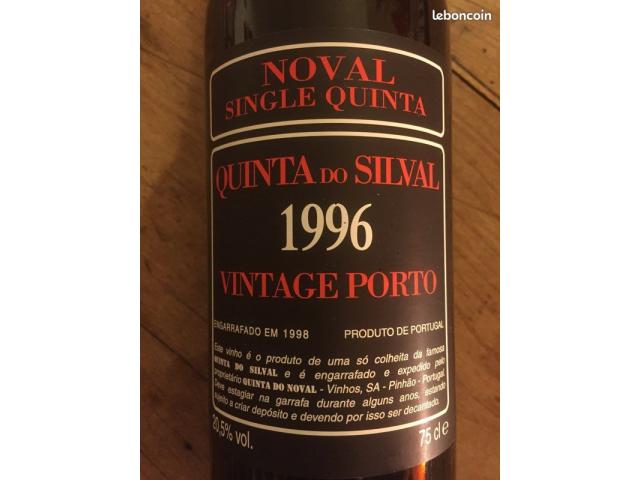 leboncoin
NOVAL
SINGLE QUINTA
QUINTA DO SILVAL
1996
VINTAGE PORTO
ENGARRAFADO EM 1998 PRODUTO DE PORTUGAL
Este vinho é o produto de uma só colheita da famosa
QUINTA DO SILVAL e é engarrafado e expedido pelo
proprietário QUINTA DO NOVAL - Vinhos, SA - Pinhão - Portugal.
Deve estagiar na garrafa durante alguns anos, estando
sujeito a criar depósito e devendo por isso ser decantado.
20,5% vol. 75 cl e